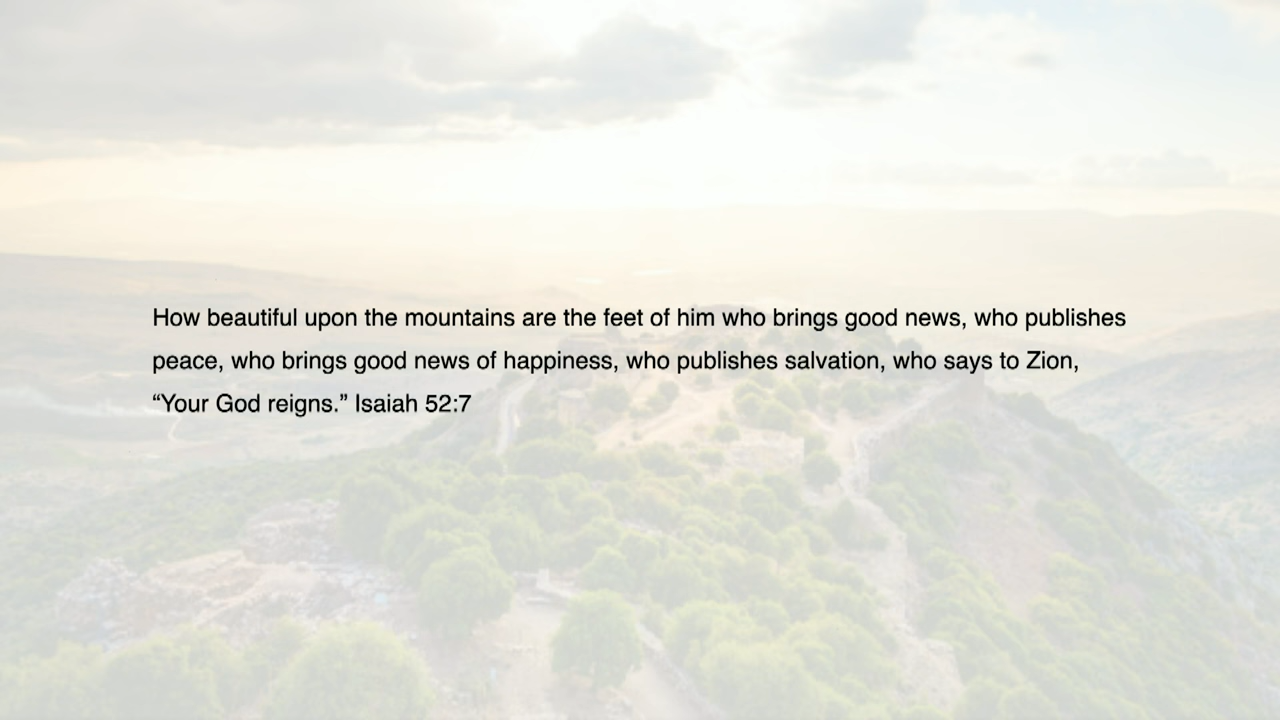 How beautiful upon the mountains are the feet of him who brings good news, who publishes
peace, who brings good news of happiness, who publishes salvation, who says to Zion,
“Your God reigns.” Isaiah 52:7